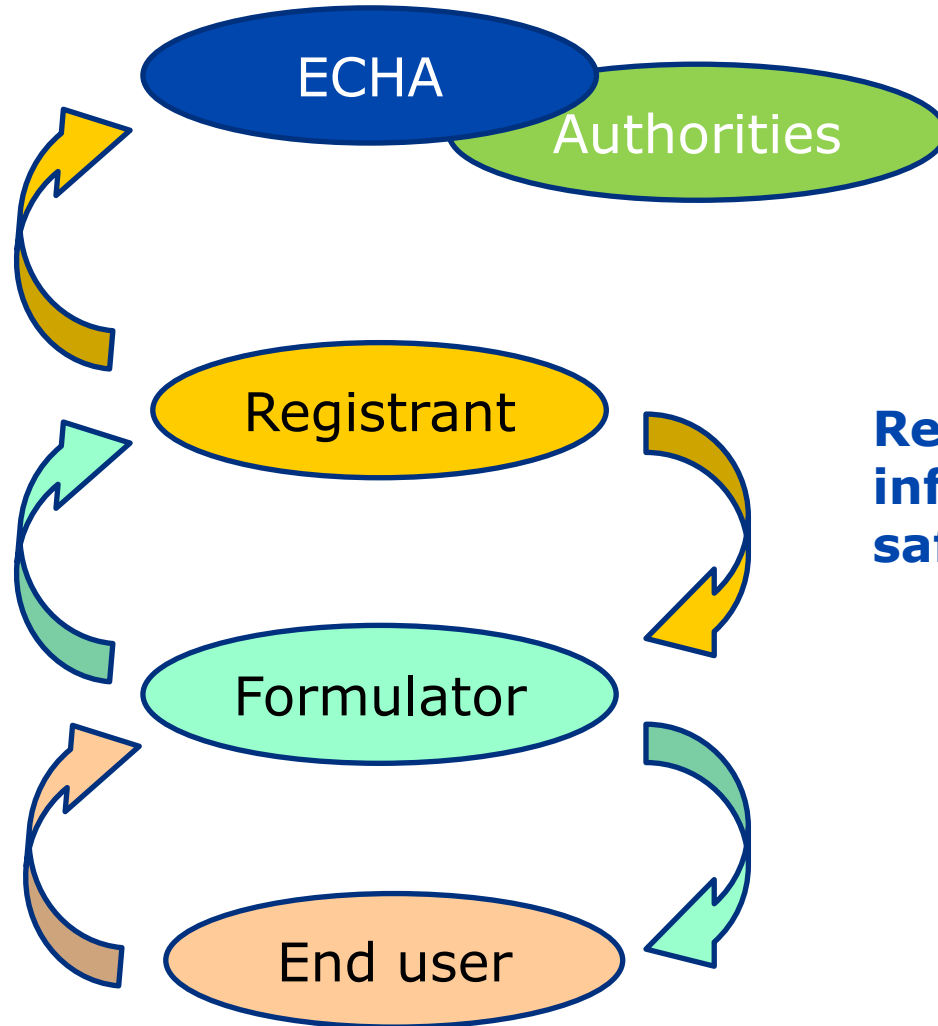 ECHA
Authorities
Registrant
Formulator
End user